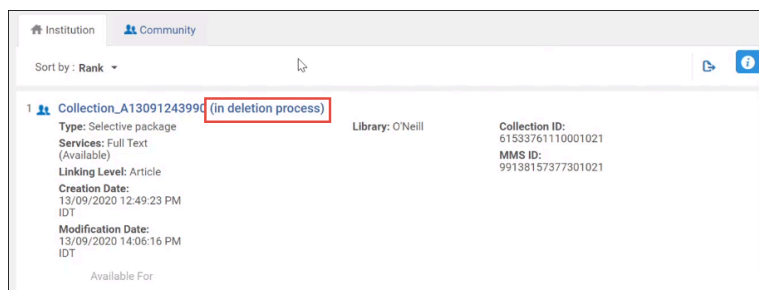 Institution Community
Sort by : Rank
1 Collection_A13091243990 (in deletion process)
Type: Selective package Library: O'Neill Collection ID:
Services: Full Text 61533761110001021
(Available) MMS ID:
Linking Level: Article 99138157377301021
Creation Date:
13/09/2020 12:49:23 PM
IDT
Modification Date:
13/09/2020 14:06:16 PM
IDT
Available For